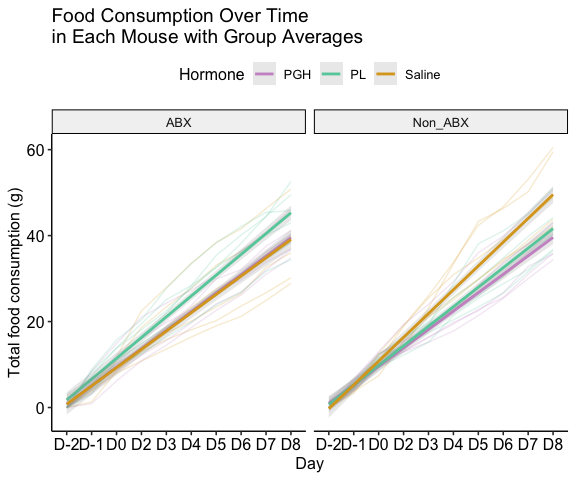 Food Consumption Over Time
in Each Mouse with Group Averages
Hormone PGH PL Saline
ABX Non_ABX
Total food consumption (g)
60
40
20
0
D-2 D-1 D0 D2 D3 D4 D5 D6 D7 D8 D-2 D-1 D0 D2 D3 D4 D5 D6 D7 D8
Day